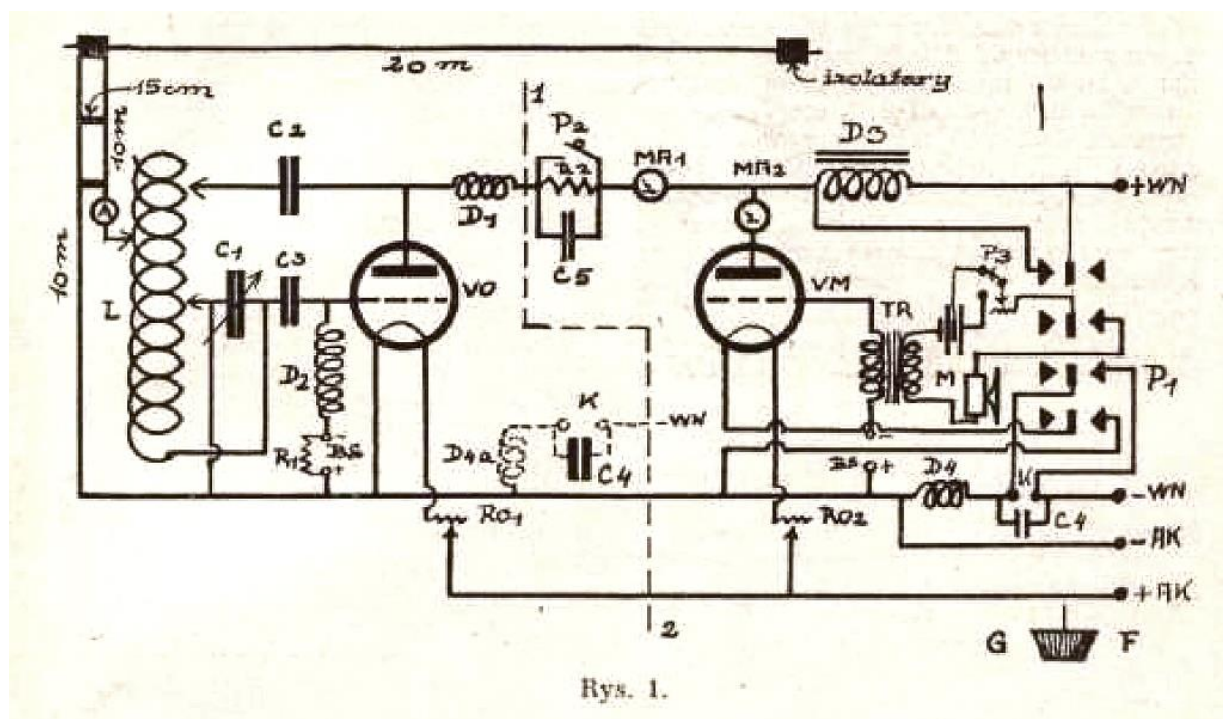 20 m
izolatory
15cm
10m
10m
A
L
C2
C1
C3
D2
R1
BS
+
VO
D1
1
P2
R2
C5
MA1
MA2
D3
+WN
VM
TR
P3
M
P1
K
-WN
D4a
C4
BS
+
D4
K
C4
-WN
RO1
RO2
-AK
+AK
2
G
F
Rys. 1.